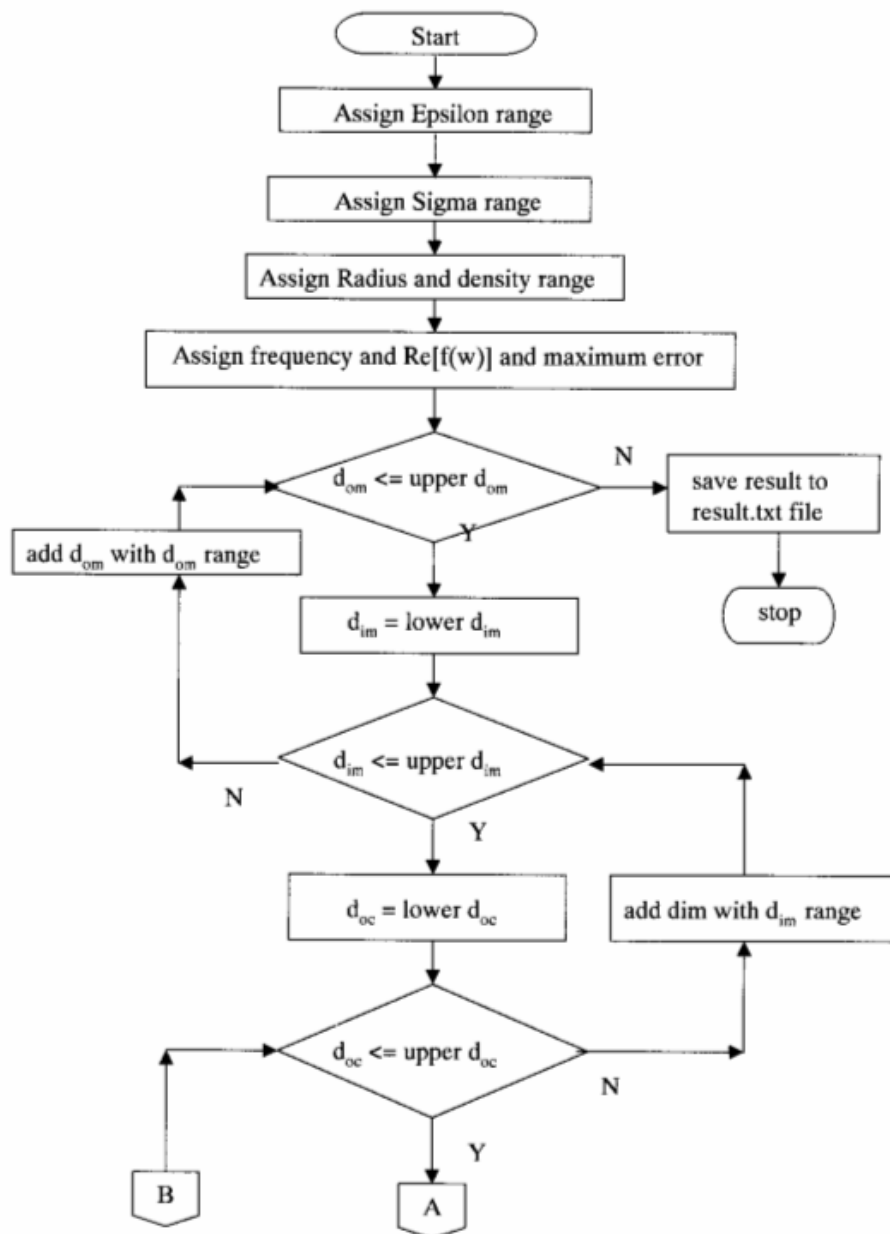 Start
Assign Epsilon range
Assign Sigma range
Assign Radius and density range
Assign frequency and Re[f(w)] and maximum error
d_om <= upper d_om
N
save result to
result.txt file
Y
add d_om with d_om range
stop
d_im = lower d_im
d_im <= upper d_im
N
Y
d_oc = lower d_oc
add dim with d_im range
d_oc <= upper d_oc
N
Y
B
A